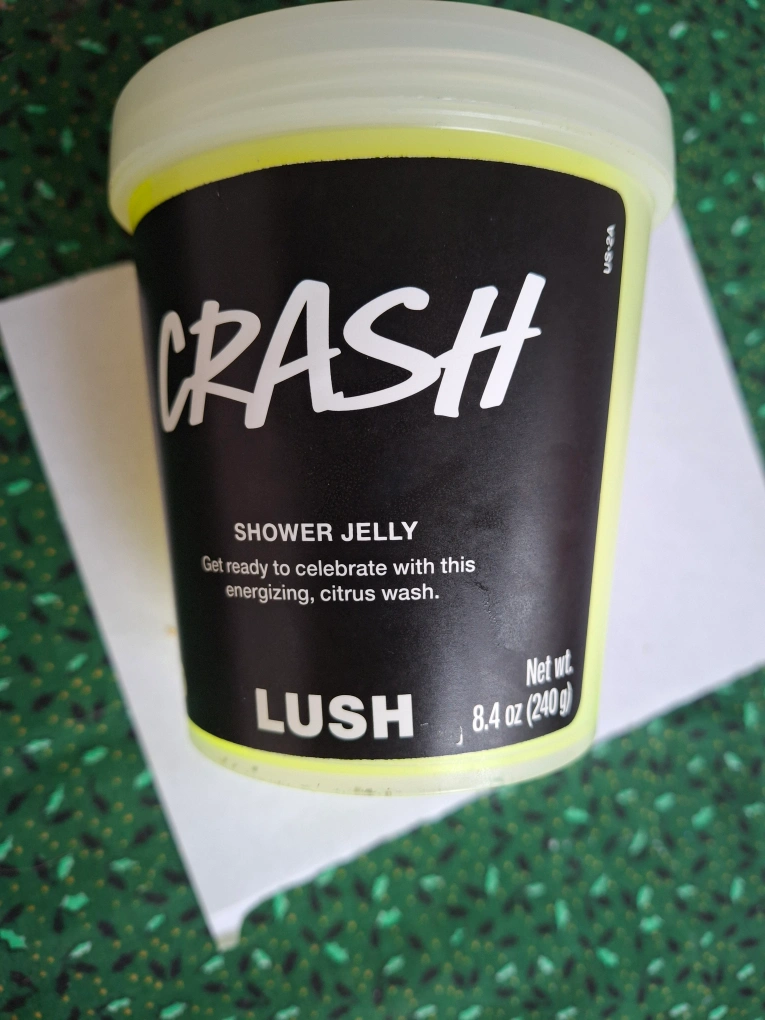 US-24
CRASH
SHOWER JELLY
Get ready to celebrate with this
energizing, citrus wash.
LUSH
Net wt.
8.4 oz (240 g)